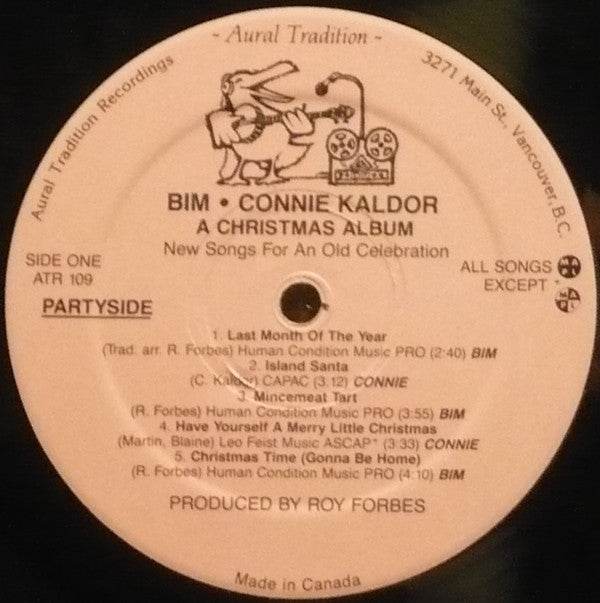 - Aural Tradition -
Aural Tradition Recordings
3271 Main St., Vancouver, B.C.
BIM • CONNIE KALDOR
A CHRISTMAS ALBUM
New Songs For An Old Celebration
SIDE ONE
ATR 109
ALL SONGS
EXCEPT *
PARTYSIDE
1. Last Month Of The Year
(Trad. arr. R. Forbes) Human Condition Music PRO (2:40) BIM
2. Island Santa
(C. Kaldor) CAPAC (3:12) CONNIE
3. Mincemeat Tart
(R. Forbes) Human Condition Music PRO (3:55) BIM
4. Have Yourself A Merry Little Christmas
(Martin, Blaine) Leo Feist Music ASCAP* (3:33) CONNIE
5. Christmas Time (Gonna Be Home)
(R. Forbes) Human Condition Music PRO (4:10) BIM
PRODUCED BY ROY FORBES
Made in Canada